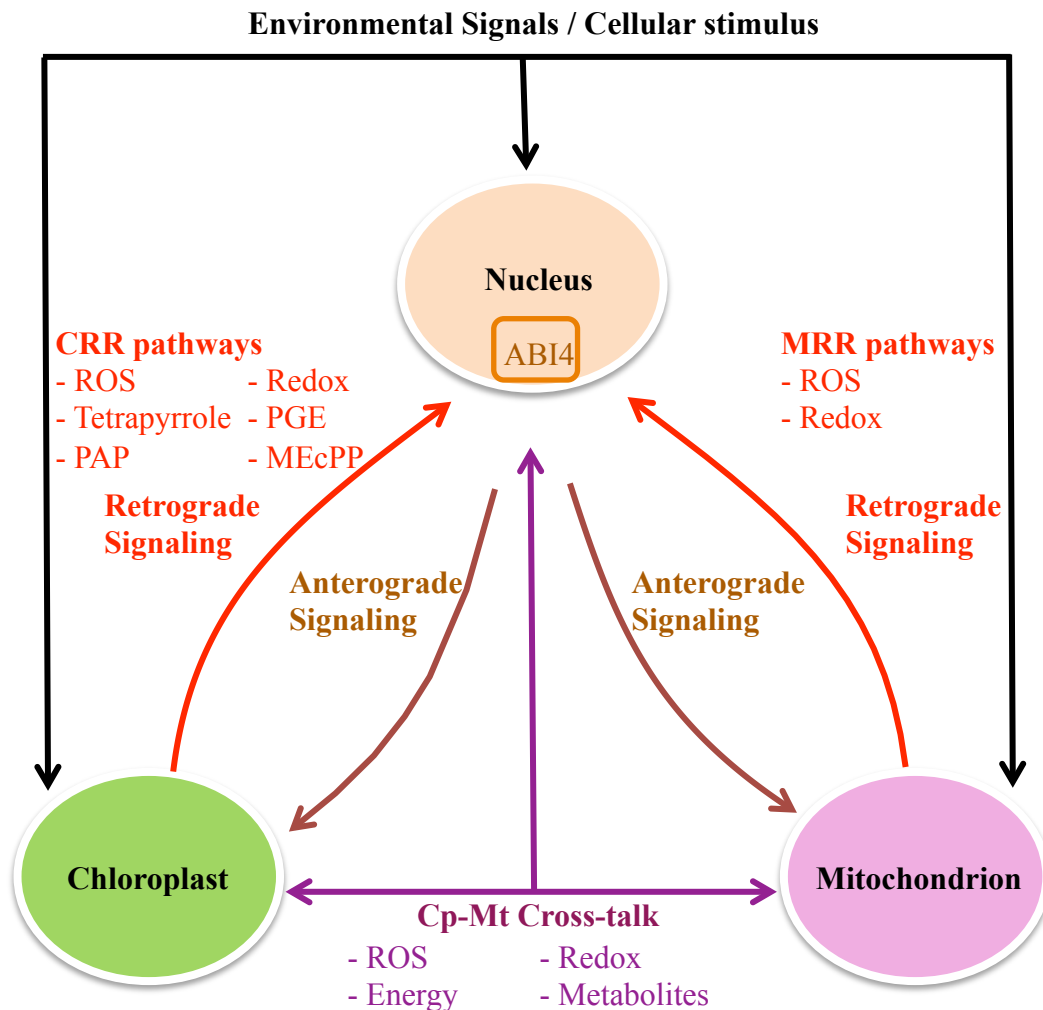 Environmental Signals / Cellular stimulus
Nucleus
ABI4
CRR pathways
- ROS - Redox
- Tetrapyrrole - PGE
- PAP - MEcPP
Retrograde
Signaling
MRR pathways
- ROS
- Redox
Retrograde
Signaling
Anterograde
Signaling
Anterograde
Signaling
Chloroplast
Mitochondrion
Cp-Mt Cross-talk
- ROS - Redox
- Energy - Metabolites